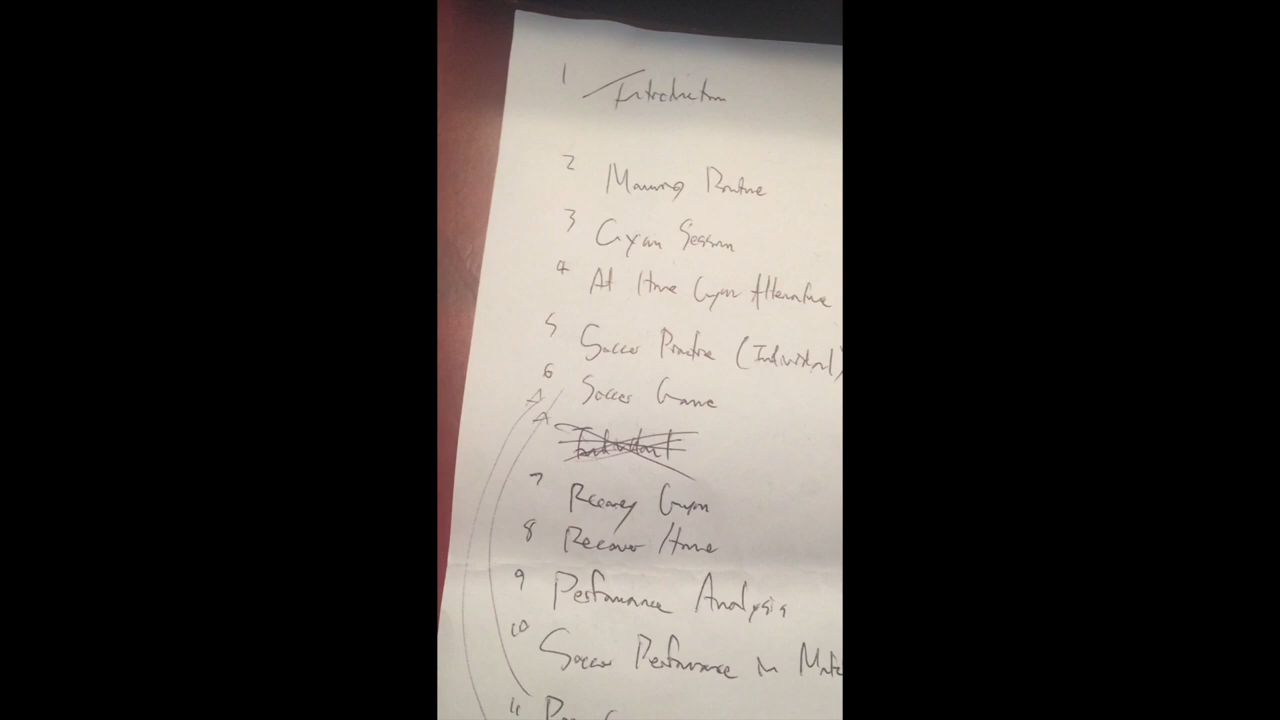 1 Introduction
2 Morning Routine
3 Gym Session
4 At Home Gym Alternative
5 Soccer Practice (Individual)
6 Soccer Game
7 Recovery Gym
8 Recover Home
9 Performance Analysis
10 Soccer Performance in
11